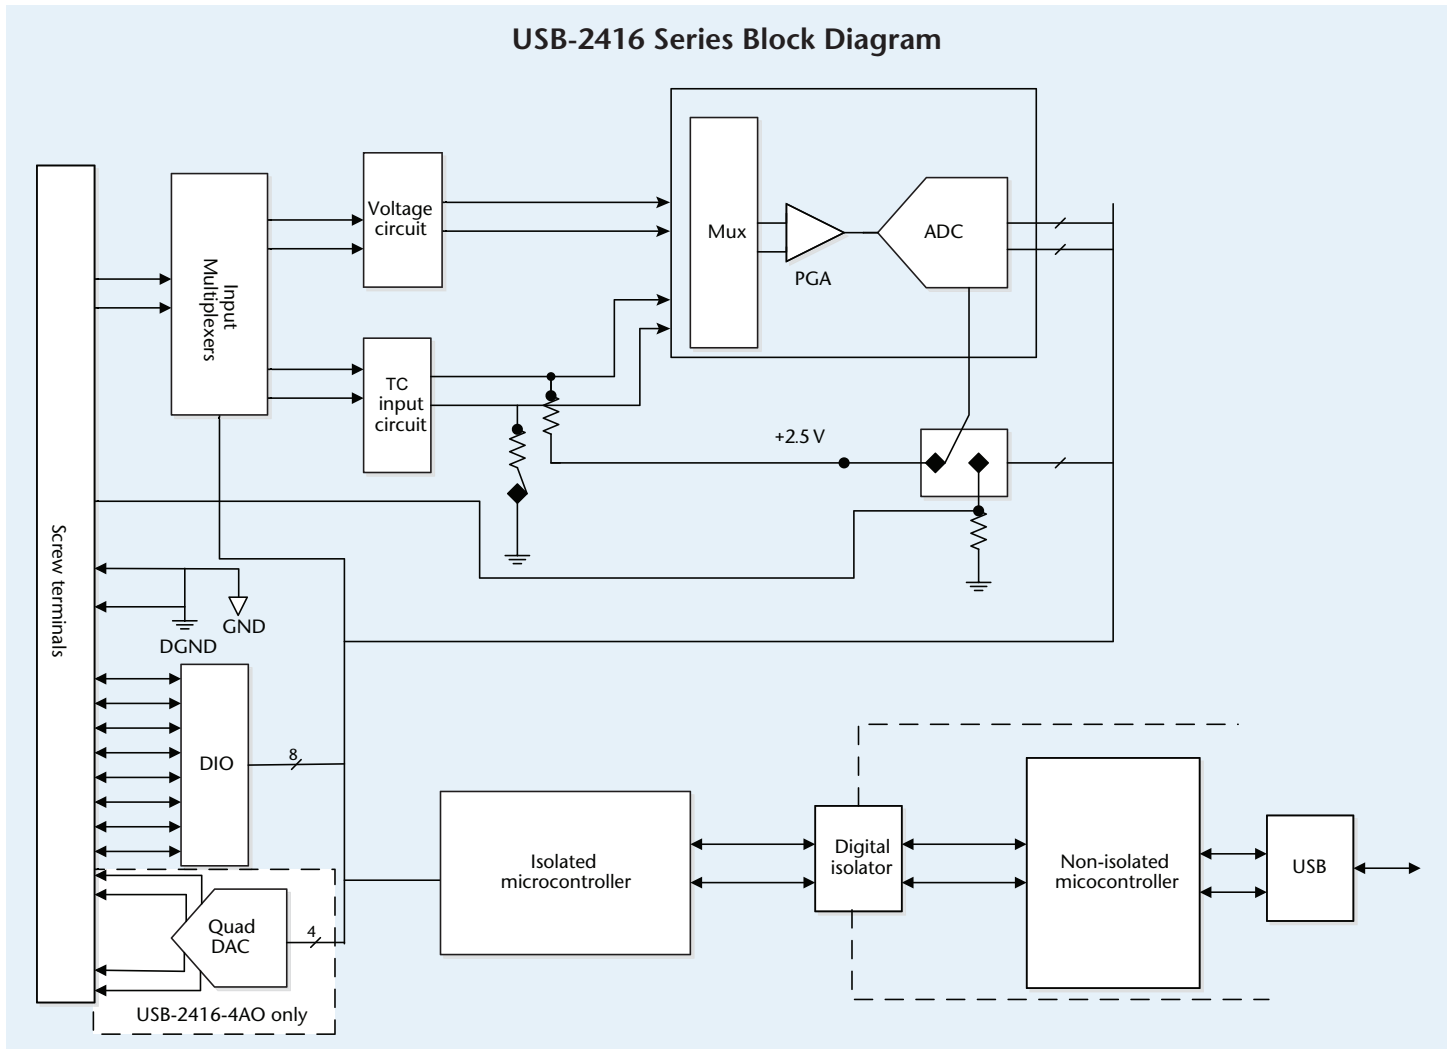 USB-2416 Series Block Diagram
Voltage
circuit
Input
Multiplexers
Mux
PGA
ADC
TC
input
circuit
+2.5 V
Screw terminals
GND
DGND
DIO
8
Isolated
microcontroller
Digital
isolator
Non-isolated
micocontroller
USB
Quad
DAC
4
USB-2416-4AO only